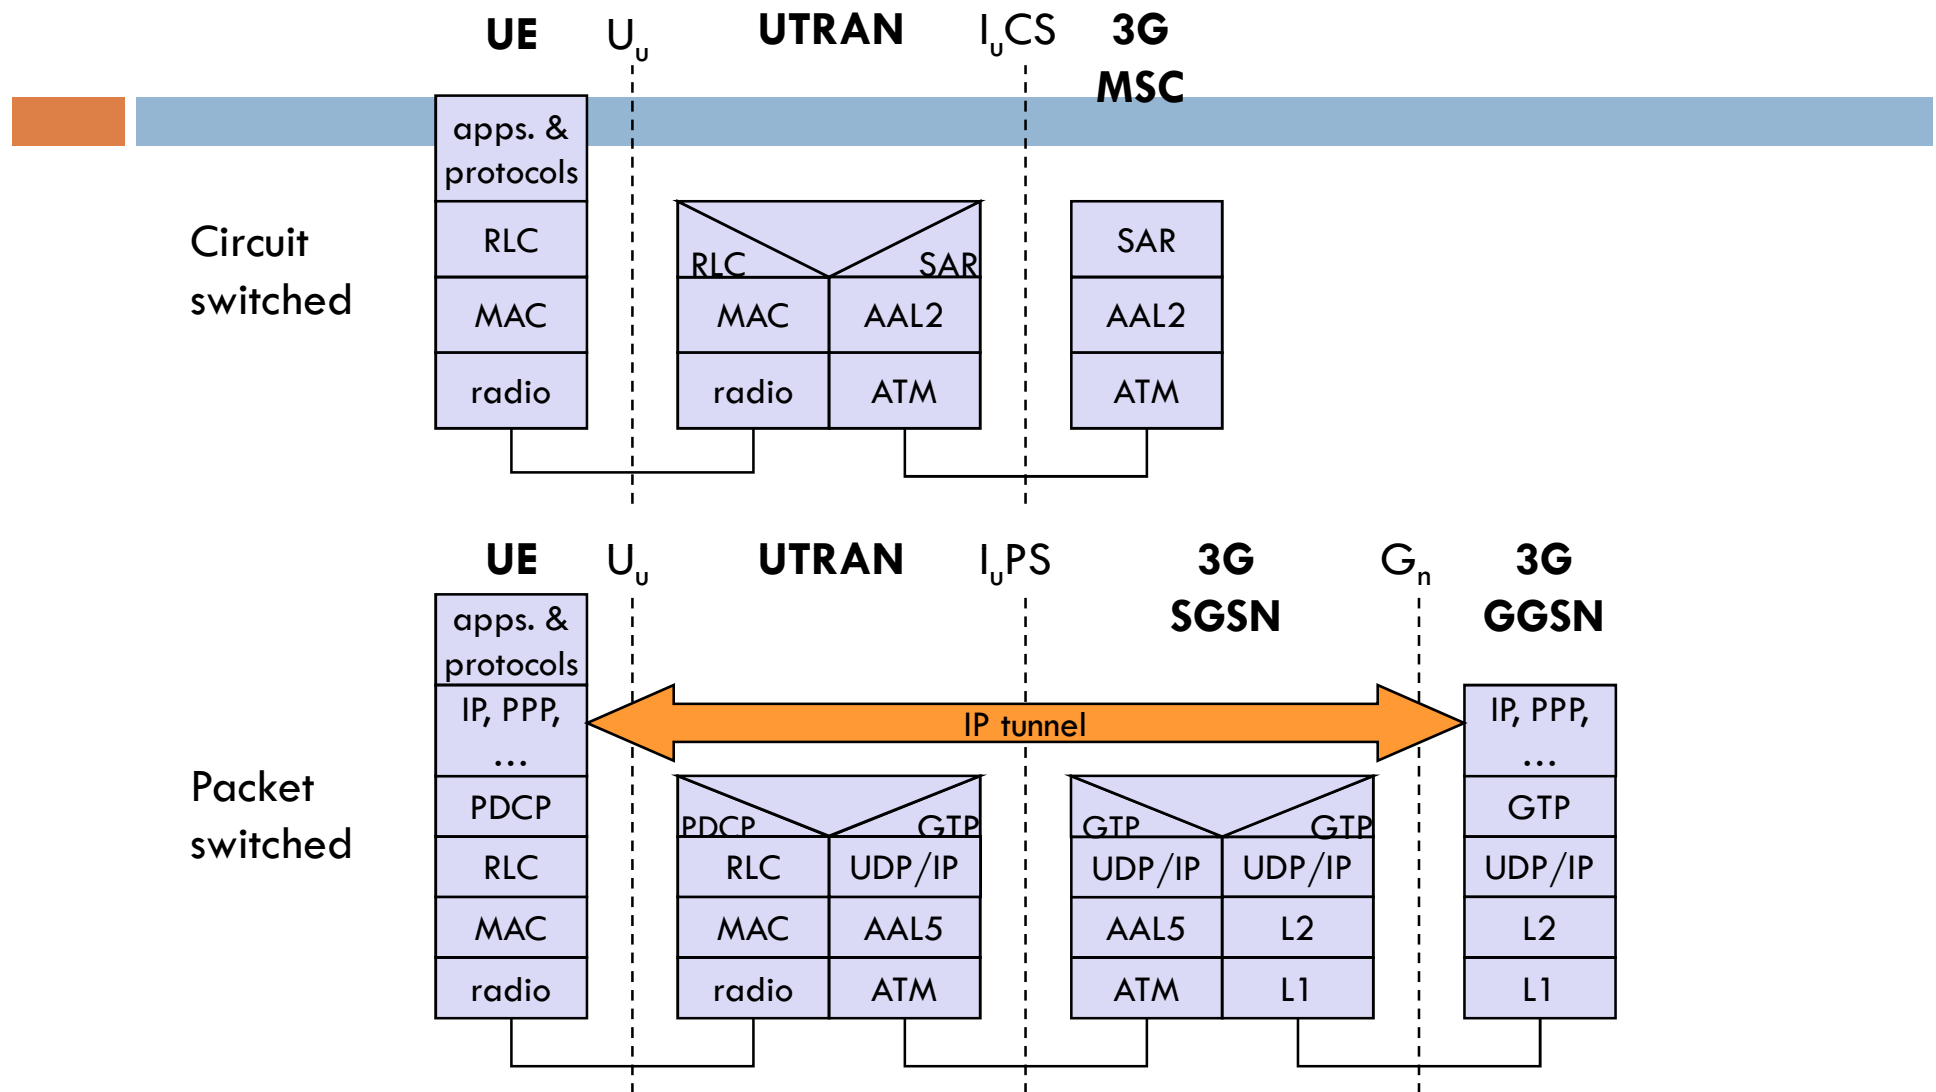 UE Uu UTRAN IuCS 3G
MSC
apps. &
protocols
Circuit
switched
RLC RLC SAR SAR
MAC MAC AAL2 AAL2
radio radio ATM ATM
UE Uu UTRAN IuPS 3G Gn 3G
SGSN GGSN
apps. &
protocols
IP, PPP, IP tunnel IP, PPP,
... ...
Packet
switched
PDCP PDCP GTP GTP GTP GTP
RLC RLC UDP/IP UDP/IP UDP/IP UDP/IP
MAC MAC AAL5 AAL5 L2 L2
radio radio ATM ATM L1 L1